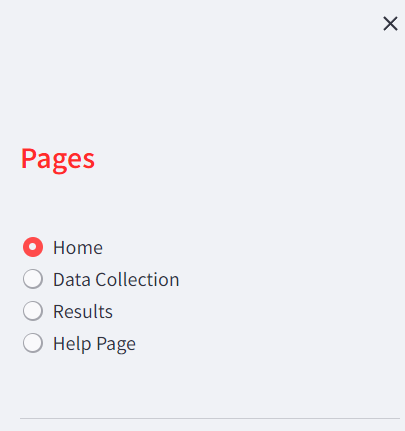 Pages
Home
Data Collection
Results
Help Page